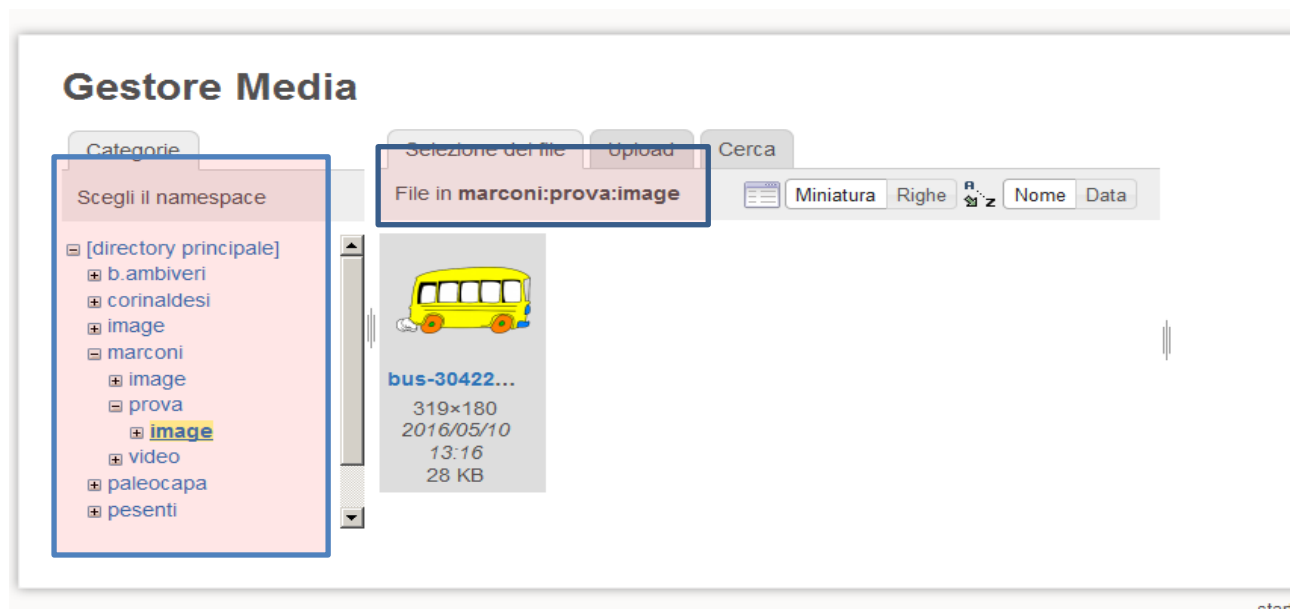 Gestore Media
Categorie
Selezione del file
Upload
Cerca
Scegli il namespace
File in marconi:prova:image
Miniatura
Righe
A
Z
Nome
Data
[directory principale]
b.ambiveri
corinaldesi
image
marconi
image
prova
image
video
paleocapa
pesenti
bus-30422...
319×180
2016/05/10
13:16
28 KB